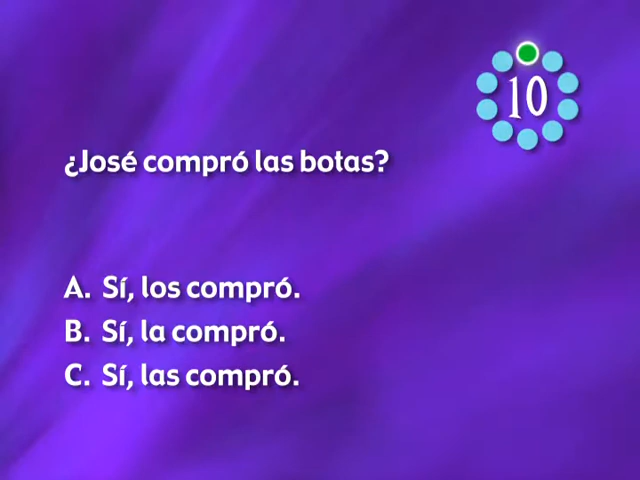 10
¿José compró las botas?
A. Sí, los compró.
B. Sí, la compró.
C. Sí, las compró.